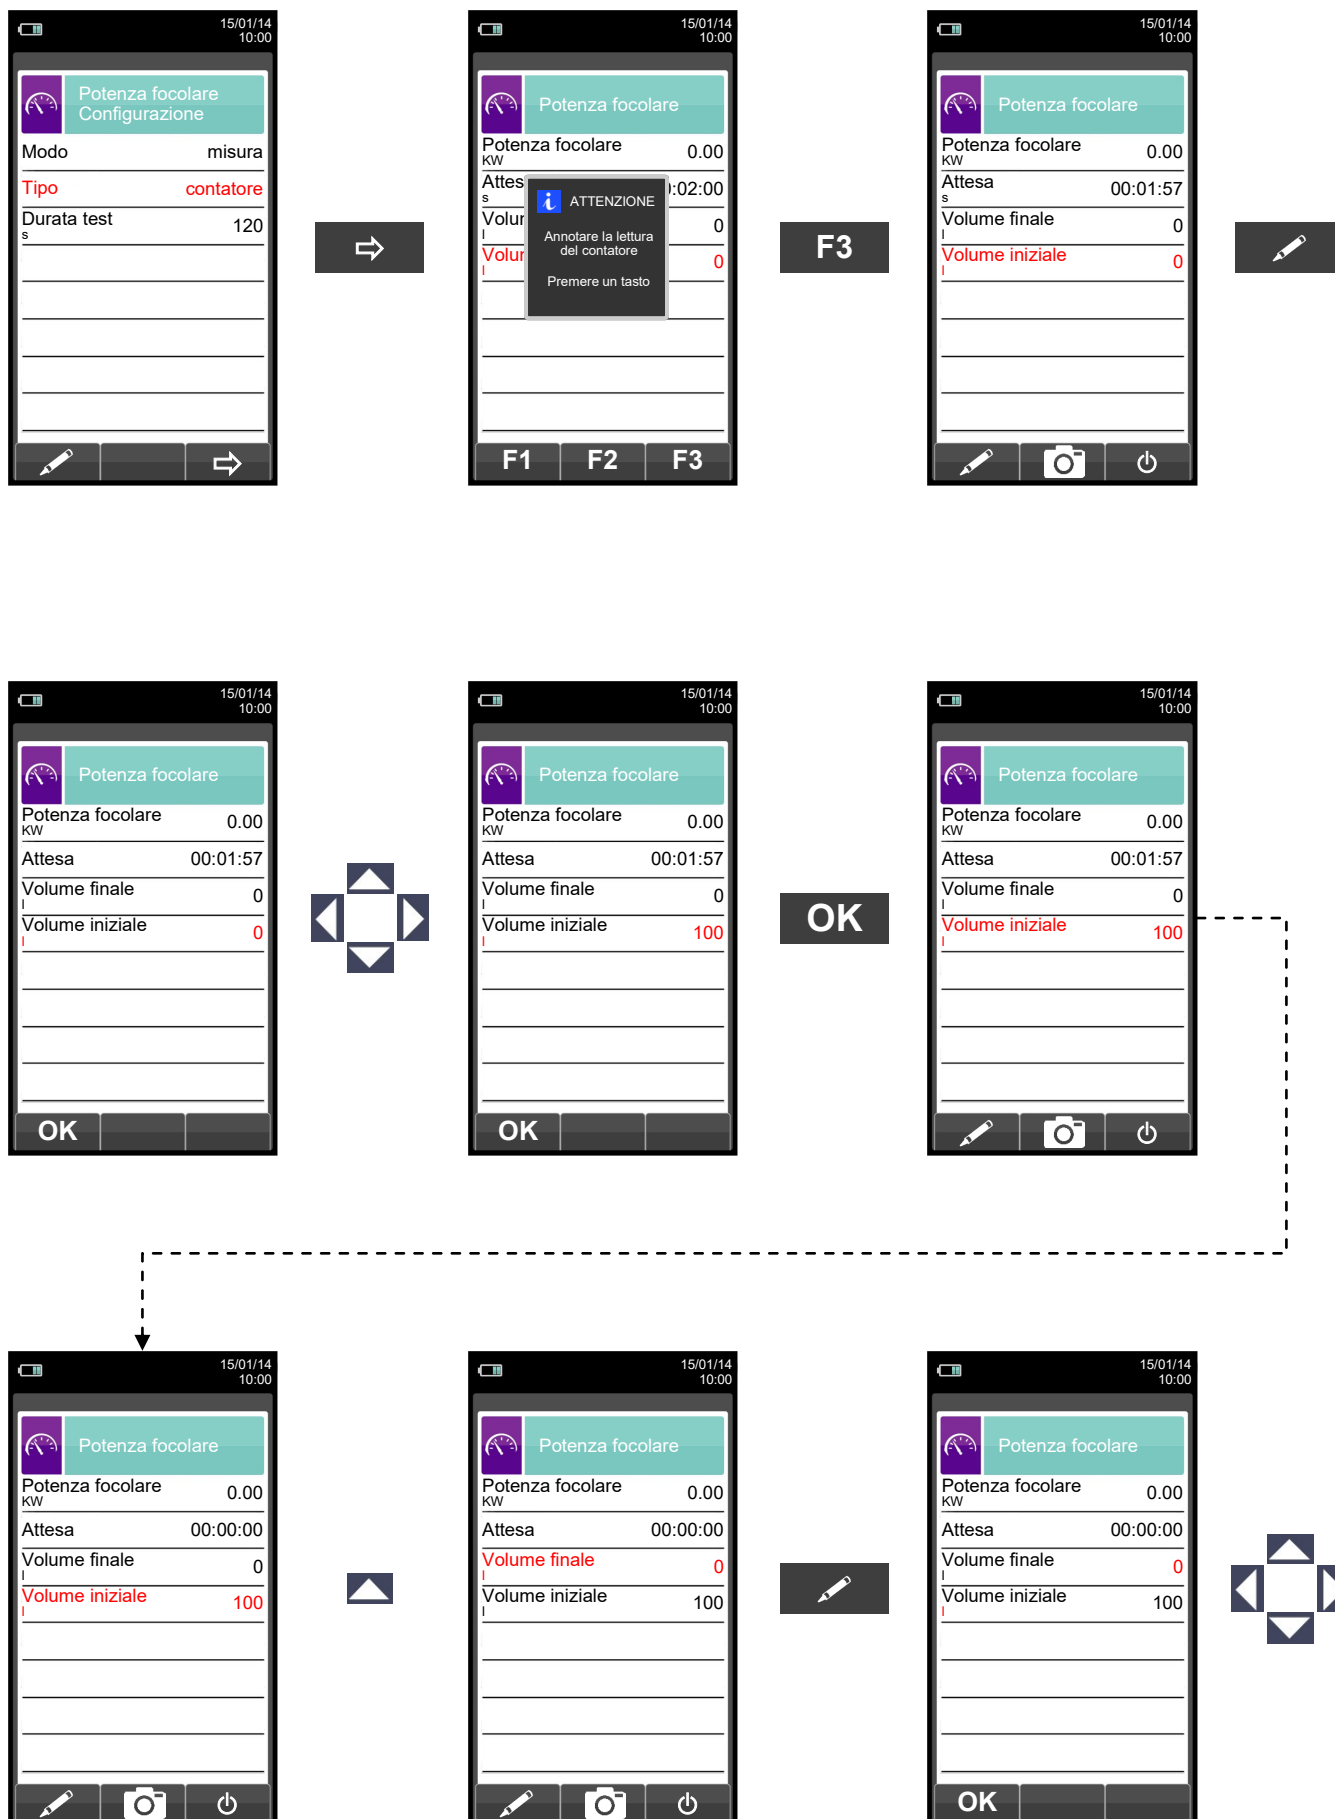 15/01/14
10:00
Potenza focolare
Configurazione
Modo misura
Tipo contatore
Durata test 120
s
F3
15/01/14
10:00
Potenza focolare
Potenza focolare 0.00
KW
Attes :02:00
s
Volur 0
l
Volur 0
l
ATTENZIONE
Annotare la lettura
del contatore
Premere un tasto
F1 F2 F3
15/01/14
10:00
Potenza focolare
Potenza focolare 0.00
KW
Attesa 00:01:57
s
Volume finale 0
l
Volume iniziale 0
l
15/01/14
10:00
Potenza focolare
Potenza focolare 0.00
KW
Attesa 00:01:57
Volume finale 0
l
Volume iniziale 0
l
OK
15/01/14
10:00
Potenza focolare
Potenza focolare 0.00
KW
Attesa 00:01:57
Volume finale 0
l
Volume iniziale 100
l
OK
OK
15/01/14
10:00
Potenza focolare
Potenza focolare 0.00
KW
Attesa 00:01:57
Volume finale 0
l
Volume iniziale 100
l
15/01/14
10:00
Potenza focolare
Potenza focolare 0.00
KW
Attesa 00:00:00
Volume finale 0
l
Volume iniziale 100
l
15/01/14
10:00
Potenza focolare
Potenza focolare 0.00
KW
Attesa 00:00:00
Volume finale 0
l
Volume iniziale 100
l
15/01/14
10:00
Potenza focolare
Potenza focolare 0.00
KW
Attesa 00:00:00
Volume finale 0
l
Volume iniziale 100
l
OK